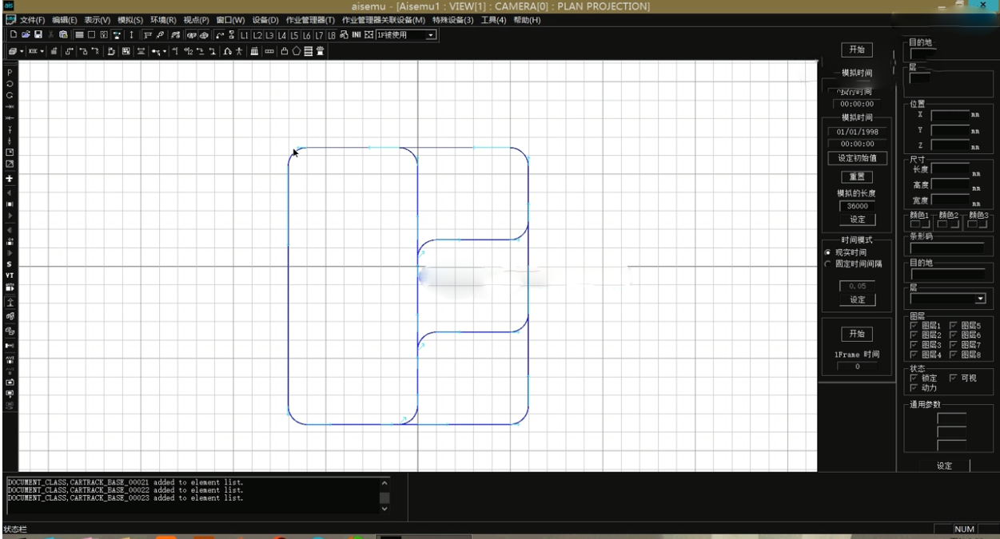 aisemu - [Aisemu1 : VIEW[1] : CAMERA[0] : PLAN PROJECTION]
文件(F) 编辑(E) 表示(V) 模拟(S) 环境(R) 视点(P) 窗口(W) 设备(D) 作业管理器(T) 作业管理器关联设备(M) 特殊设备(3) 工具(4) 帮助(H)
L1 L2 L3 L4 L5 L6 L7 L8 INI 1F被使用
P
S
VT
开始
模拟时间
00:00:00
模拟时间
01/01/1998
00:00:00
设定初始值
重置
模拟的长度
36000
设定
时间模式
现实时间
固定时间间隔
0.05
设定
开始
1Frame 时间
0
目的地
层
位置
X mm
Y mm
Z mm
尺寸
长度 mm
高度 mm
宽度 mm
颜色1 颜色2 颜色3
条形码
目的地
层
图层
图层1 图层5
图层2 图层6
图层3 图层7
图层4 图层8
状态
锁定 可视
动力
通用参数
设定
DOCUMENT_CLASS,CARTRACK_BASE_00021 added to element list.
DOCUMENT_CLASS,CARTRACK_BASE_00022 added to element list.
DOCUMENT_CLASS,CARTRACK_BASE_00023 added to element list.
状态栏
NUM